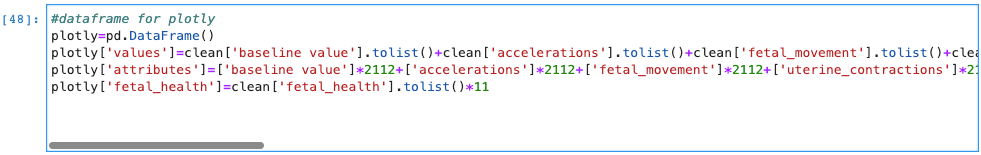 [48]: #dataframe for plotly
plotly=pd.DataFrame()
plotly['values']=clean['baseline value'].tolist()+clean['accelerations'].tolist()+clean['fetal_movement'].tolist()+clea
plotly['attributes']=['baseline value']*2112+['accelerations']*2112+['fetal_movement']*2112+['uterine_contractions']*21
plotly['fetal_health']=clean['fetal_health'].tolist()*11